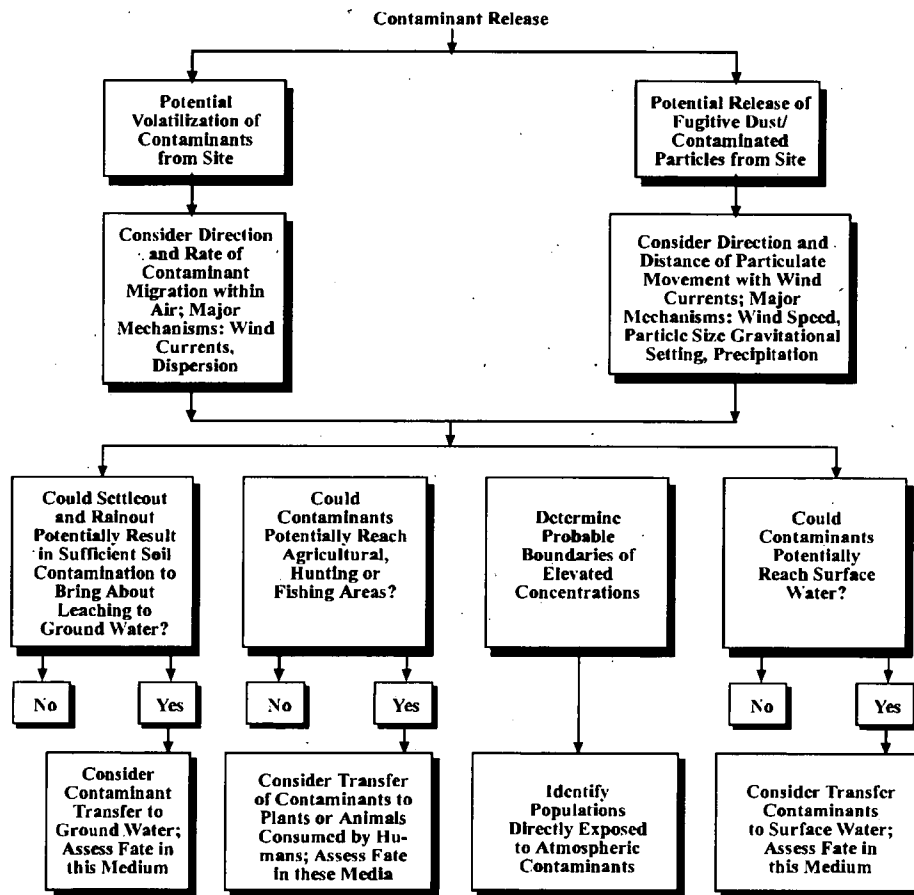 Contaminant Release
Potential
Volatilization of
Contaminants
from Site
Potential Release of
Fugitive Dust/
Contaminated
Particles from Site
Consider Direction
and Rate of
Contaminant
Migration within
Air; Major
Mechanisms: Wind
Currents,
Dispersion
Consider Direction and
Distance of Particulate
Movement with Wind
Currents; Major
Mechanisms: Wind Speed,
Particle Size Gravitational
Setting, Precipitation
Could Settleout
and Rainout
Potentially Result
in Sufficient Soil
Contamination to
Bring About
Leaching to
Ground Water?
Could
Contaminants
Potentially Reach
Agricultural,
Hunting or
Fishing Areas?
Determine
Probable
Boundaries of
Elevated
Concentrations
Could
Contaminants
Potentially
Reach Surface
Water?
No
Yes
No
Yes
No
Yes
Consider
Contaminant
Transfer to
Ground Water;
Assess Fate in
this Medium
Consider Transfer
of Contaminants to
Plants or Animals
Consumed by Hu-
mans; Assess Fate
in these Media
Identify
Populations
Directly Exposed
to Atmospheric
Contaminants
Consider Transfer
Contaminants
to Surface Water;
Assess Fate in
this Medium